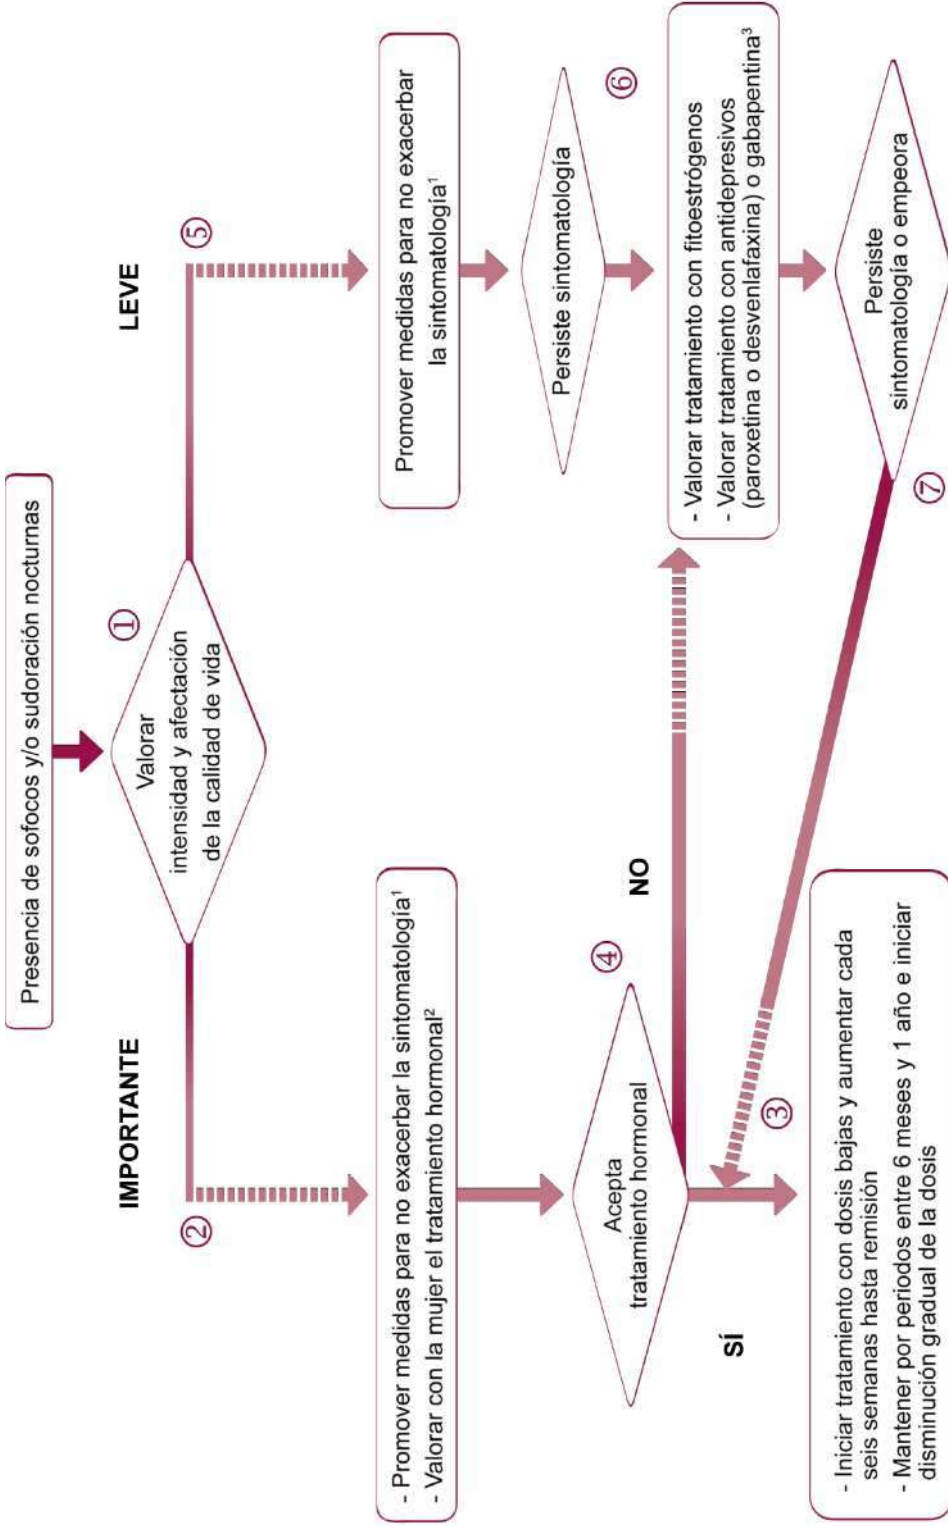 Presencia de sofocos y/o sudoración nocturnas
①
Valorar
intensidad y afectación
de la calidad de vida
IMPORTANTE
LEVE
②
⑤
- Promover medidas para no exacerbar la sintomatología¹
- Valorar con la mujer el tratamiento hormonal²
Promover medidas para no exacerbar
la sintomatología¹
Persiste sintomatología
⑥
④
Acepta
tratamiento hormonal
NO
SÍ
- Valorar tratamiento con fitoestrógenos
- Valorar tratamiento con antidepresivos
(paroxetina o desvenlafaxina) o gabapentina³
③
Persiste
sintomatología o empeora
⑦
- Iniciar tratamiento con dosis bajas y aumentar cada
seis semanas hasta remisión
- Mantener por periodos entre 6 meses y 1 año e iniciar
disminución gradual de la dosis